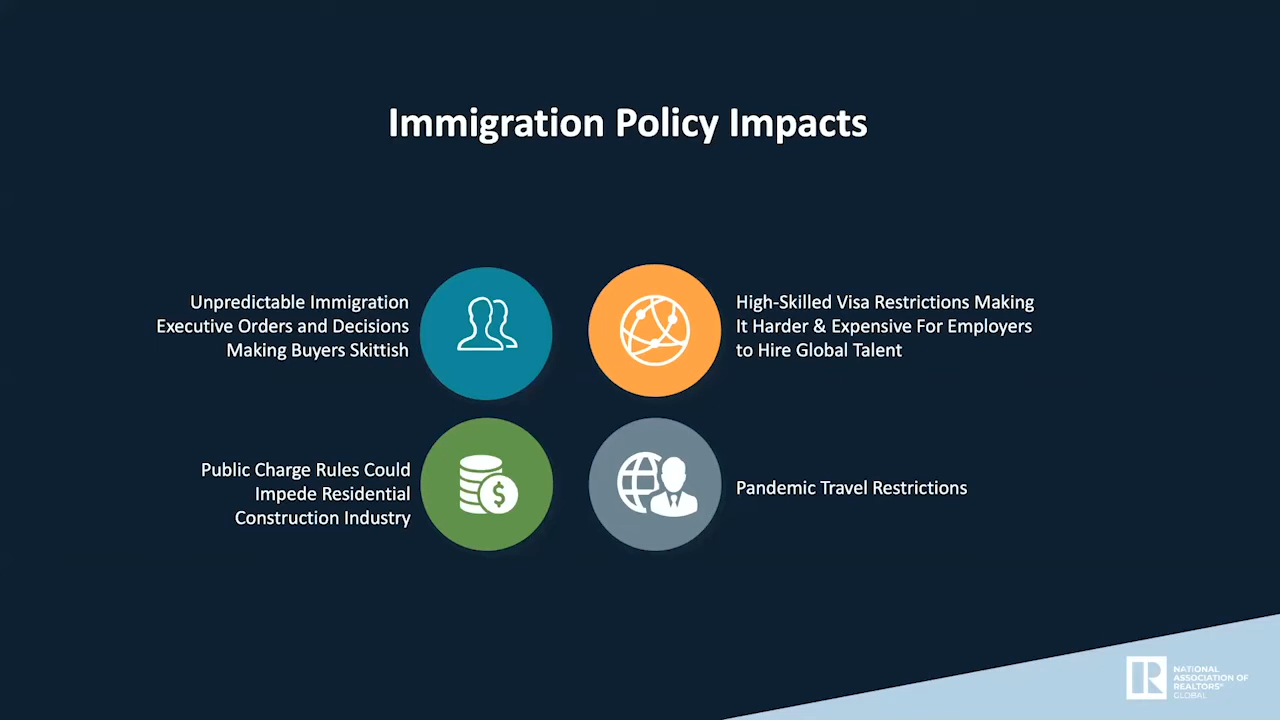 Immigration Policy Impacts
Unpredictable Immigration
Executive Orders and Decisions
Making Buyers Skittish
High-Skilled Visa Restrictions Making
It Harder & Expensive For Employers
to Hire Global Talent
Public Charge Rules Could
Impede Residential
Construction Industry
$
Pandemic Travel Restrictions
R
NATIONAL
ASSOCIATION OF
REALTORS®
GLOBAL